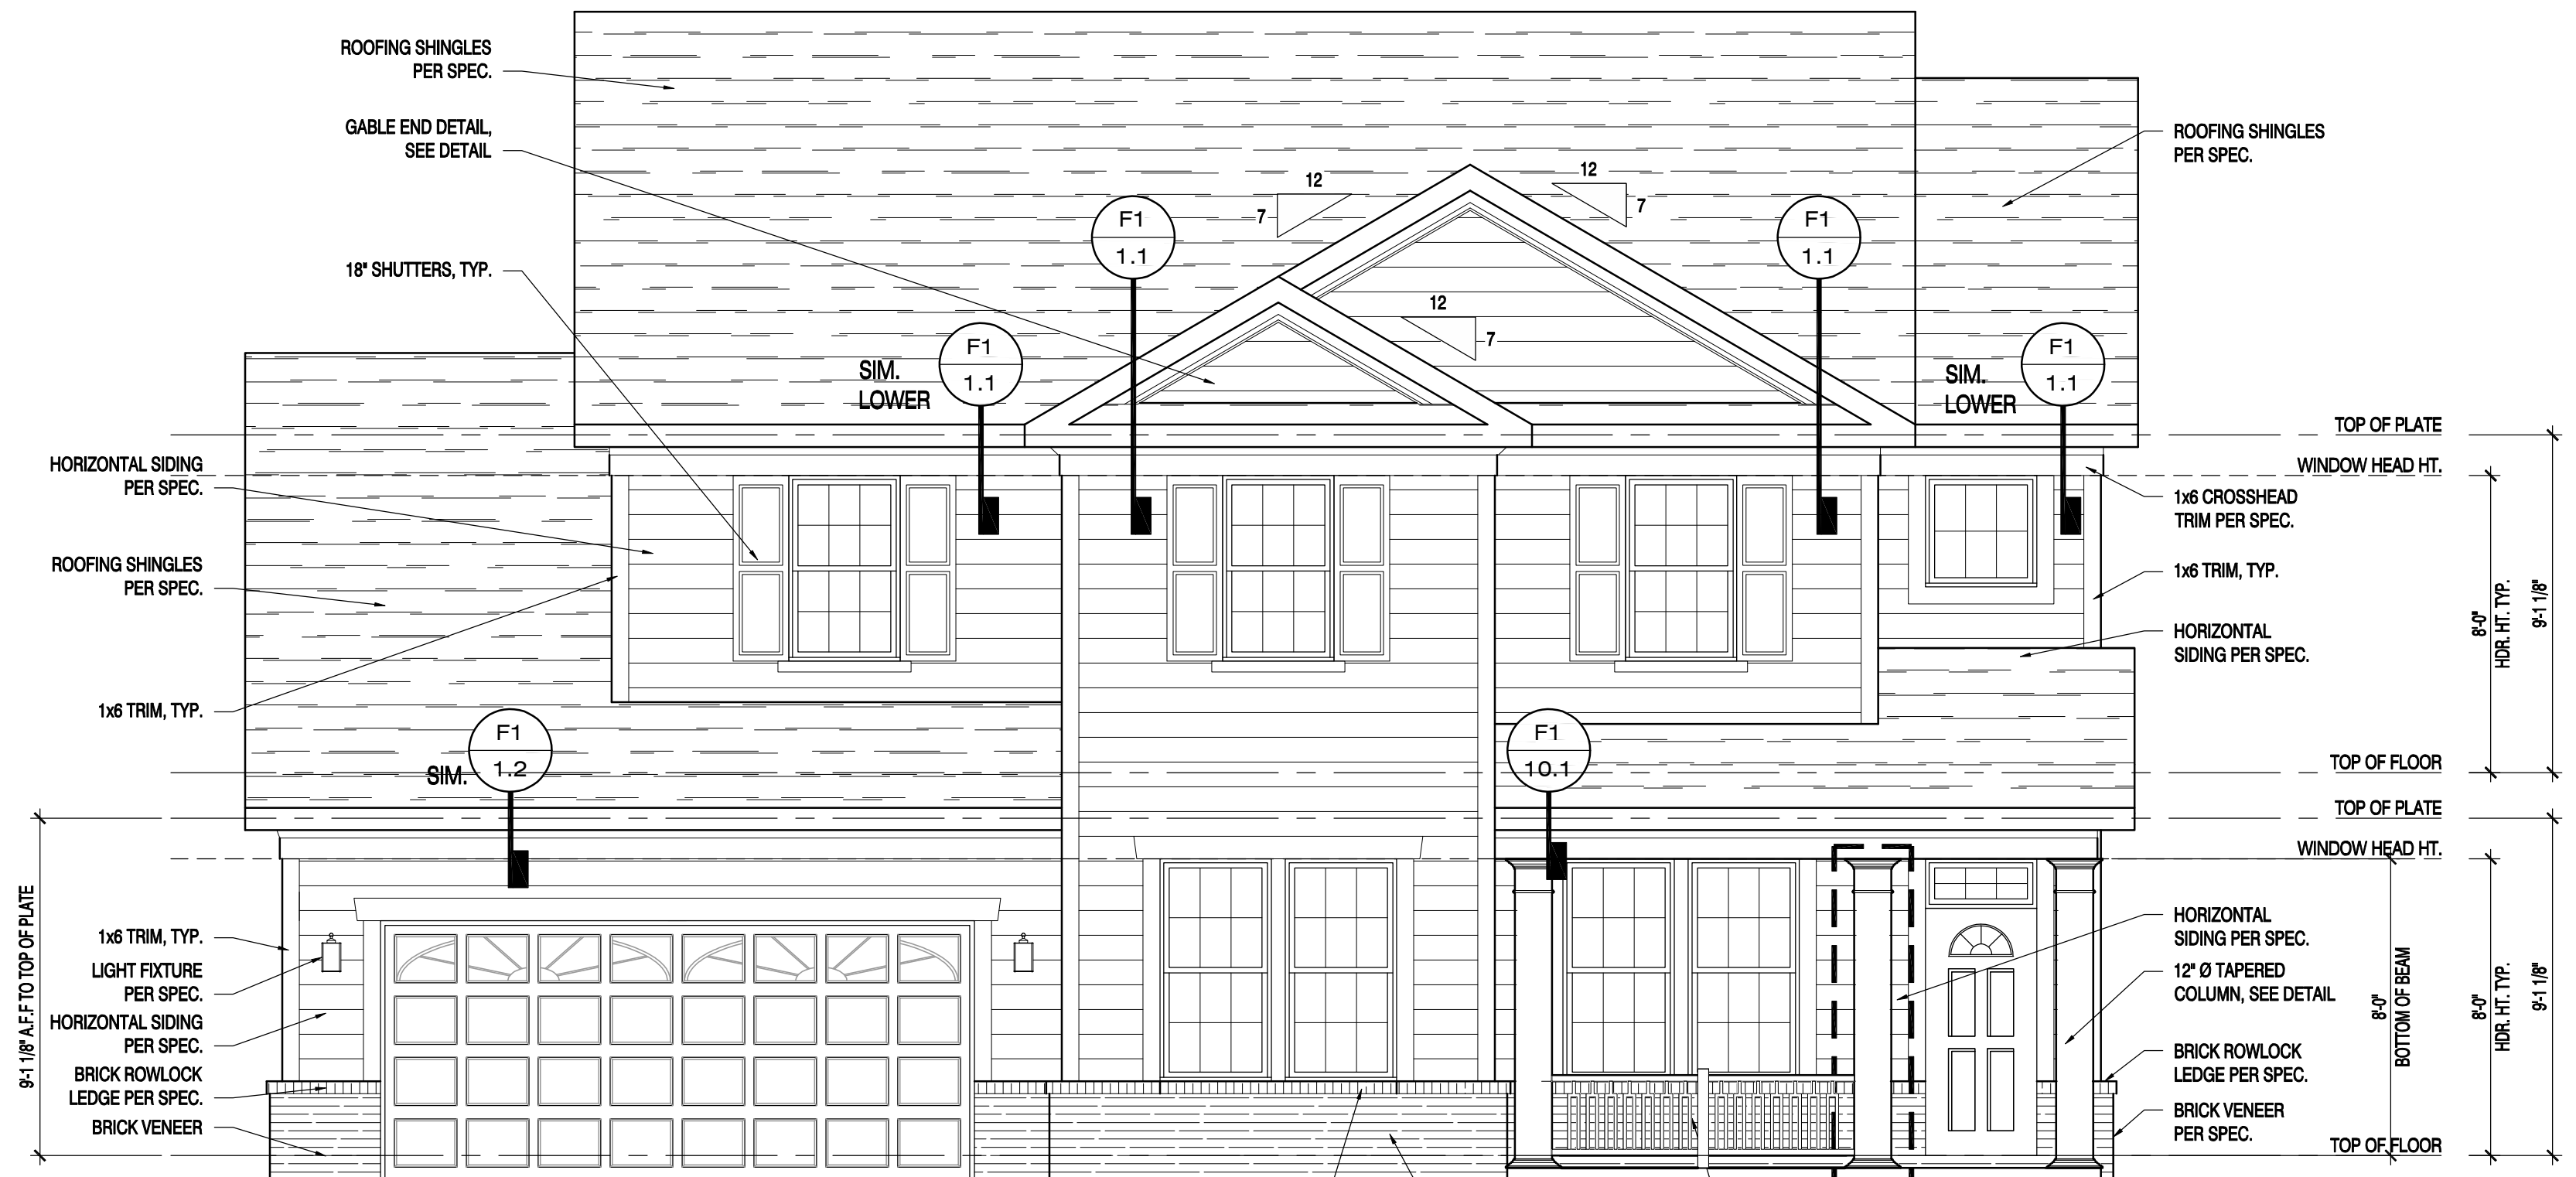 ROOFING SHINGLES
PER SPEC.
GABLE END DETAIL,
SEE DETAIL
18" SHUTTERS, TYP.
HORIZONTAL SIDING
PER SPEC.
ROOFING SHINGLES
PER SPEC.
1x6 TRIM, TYP.
9'-1 1/8" A.F.F TO TOP OF PLATE
1x6 TRIM, TYP.
LIGHT FIXTURE
PER SPEC.
HORIZONTAL SIDING
PER SPEC.
BRICK ROWLOCK
LEDGE PER SPEC.
BRICK VENEER
12
7
12
7
12
7
F1
1.1
F1
1.1
SIM.
LOWER
F1
1.1
SIM.
LOWER
F1
1.1
SIM.
F1
1.2
F1
10.1
ROOFING SHINGLES
PER SPEC.
TOP OF PLATE
WINDOW HEAD HT.
1x6 CROSSHEAD
TRIM PER SPEC.
1x6 TRIM, TYP.
HORIZONTAL
SIDING PER SPEC.
8'-0"
HDR. HT. TYP.
9'-1 1/8"
TOP OF FLOOR
TOP OF PLATE
WINDOW HEAD HT.
HORIZONTAL
SIDING PER SPEC.
12" Ø TAPERED
COLUMN, SEE DETAIL
BRICK ROWLOCK
LEDGE PER SPEC.
BRICK VENEER
PER SPEC.
TOP OF FLOOR
8'-0"
BOTTOM OF BEAM
8'-0"
HDR. HT. TYP.
9'-1 1/8"